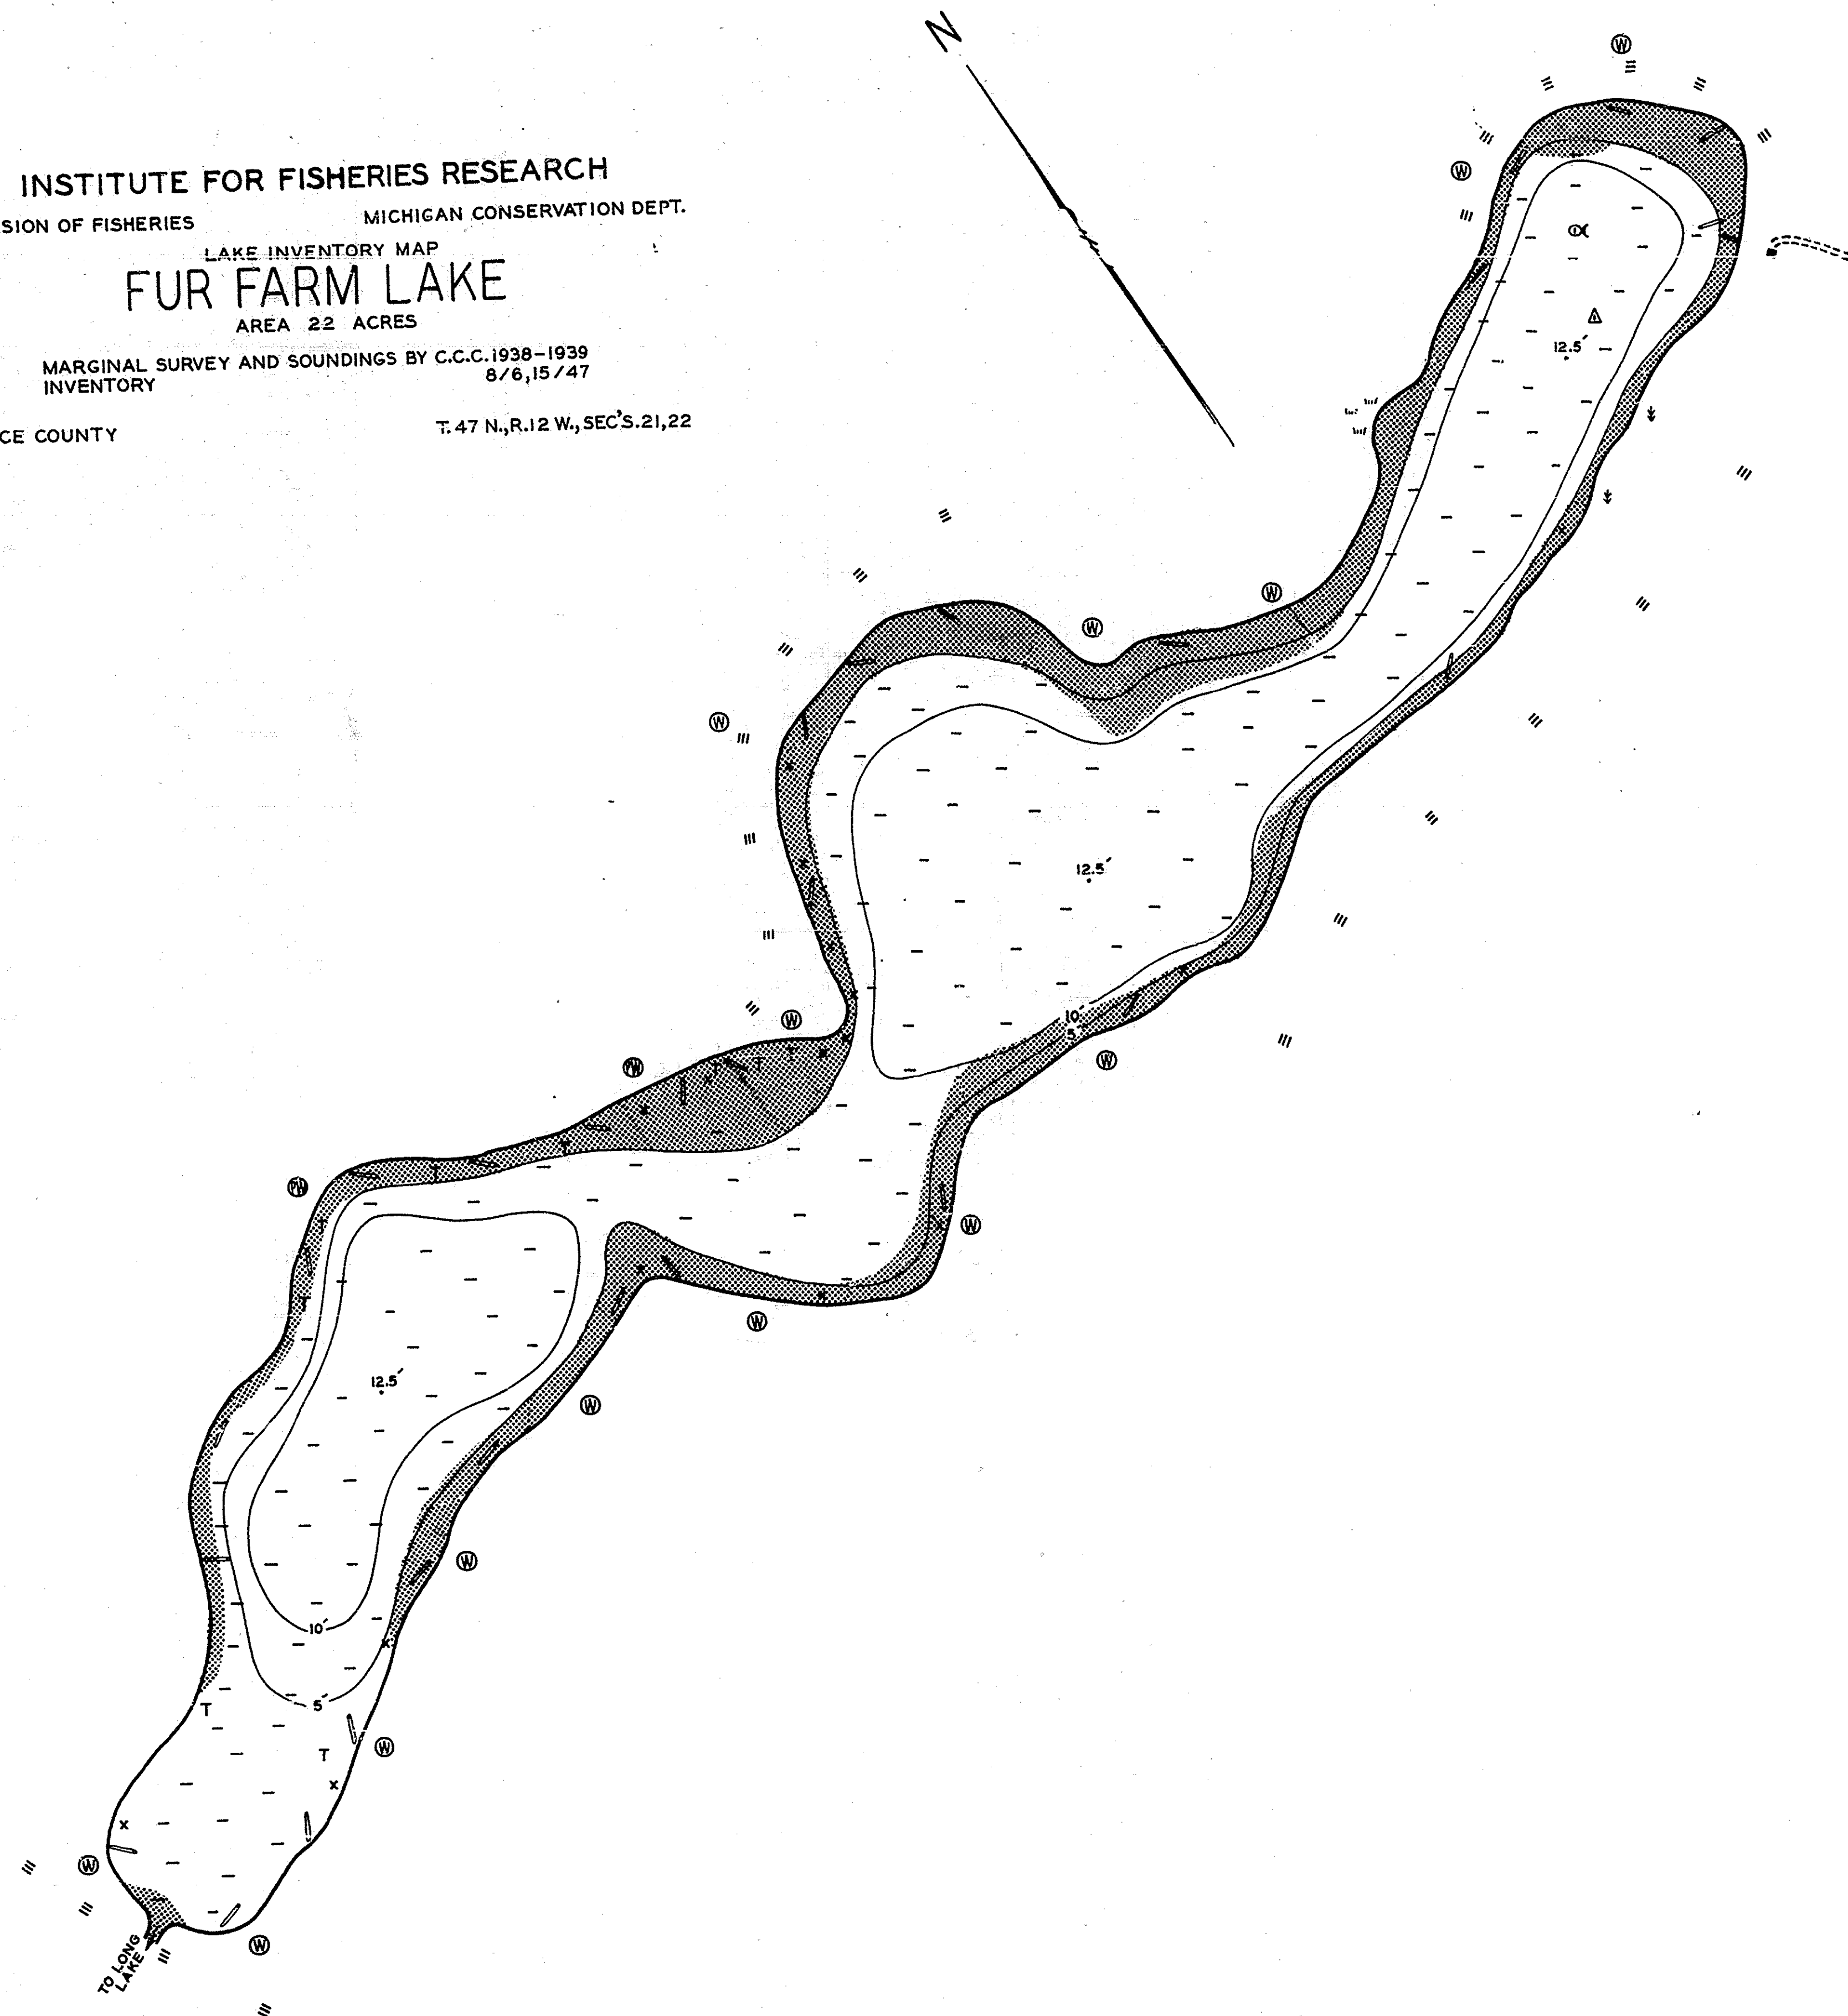 INSTITUTE FOR FISHERIES RESEARCH
SION OF FISHERIES MICHIGAN CONSERVATION DEPT.
LAKE INVENTORY MAP
FUR FARM LAKE
AREA 22 ACRES
MARGINAL SURVEY AND SOUNDINGS BY C.C.C. 1938-1939
INVENTORY 8/6,15/47
CE COUNTY T. 47 N., R. 12 W., SEC'S. 21, 22
N
W
W
W
12.5′
W
W
W
12.5′
W
10′
5′
W
PW
T
T
T
T
T
PW
W
T
T
W
12.5′
W
W
10′
5′
T
T
W
W
W
TO LONG
LAKE